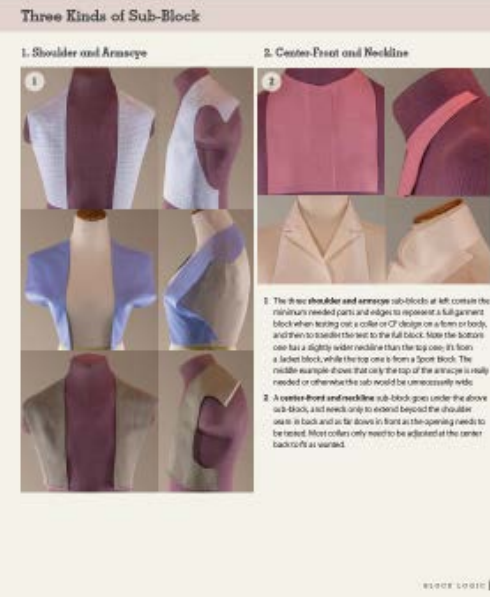 Three Kinds of Sub-Block
1. Shoulder and Armscye
2. Center-Front and Neckline
1
2
1 The three shoulder and armscye sub-blocks at left contain the
minimum needed parts and edges to represent a full garment
block when testing out a collar or CF design on a form or body,
and then to transfer the test to the full block. Note the bottom
one has a slightly wider neckline than the top one; it's from
a Jacket block, while the top one is from a Sport block. The
middle example shows that only the top of the armscye is really
needed or otherwise the sub would be unnecessarily wide.
2 A center-front and neckline sub-block goes under the above
sub-block, and needs only to extend beyond the shoulder
seam in back and as far down in front as the opening needs to
be tested. Most collars only need to be adjusted at the center
back to fit as wanted.
BLOCK LOGIC